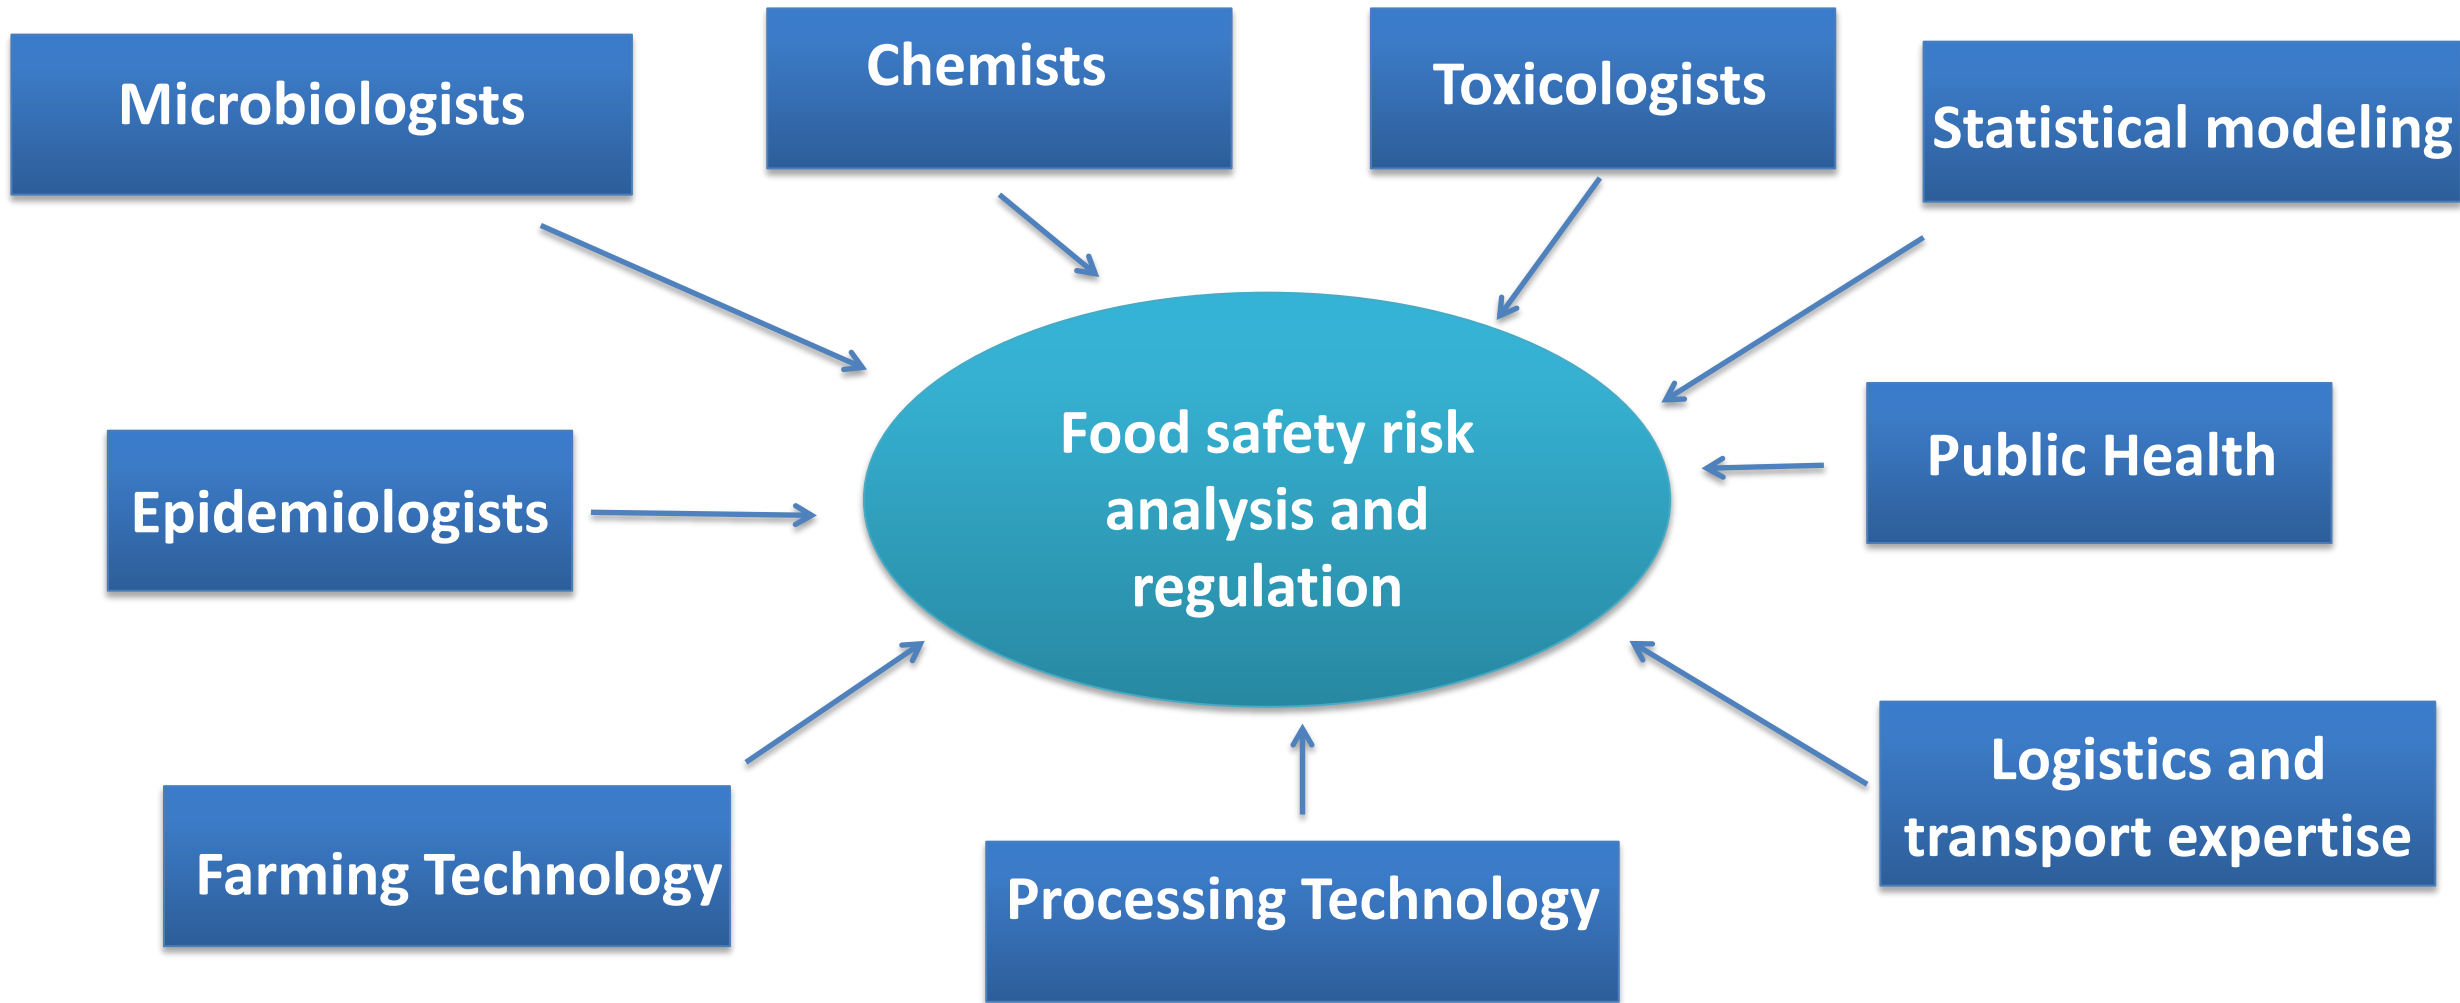 Microbiologists
Chemists
Toxicologists
Statistical modeling
Food safety risk
analysis and
regulation
Public Health
Epidemiologists
Logistics and
transport expertise
Farming Technology
Processing Technology